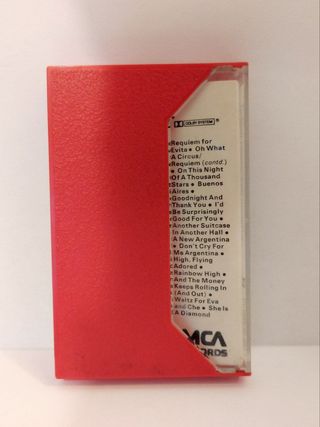 DOLBY SYSTEM ®
Requiem for
Evita • Oh What
A Circus/
Requiem (contd.)
• On This Night
Of A Thousand
Stars • Buenos
Aires •
Goodnight And
Thank You • I'd
Be Surprisingly
Good For You •
Another Suitcase
In Another Hall •
A New Argentina
• Don't Cry For
Me Argentina •
High, Flying
Adored •
Rainbow High •
And The Money
Keeps Rolling In
(And Out) •
Waltz For Eva
and Che • She Is
A Diamond
MCA